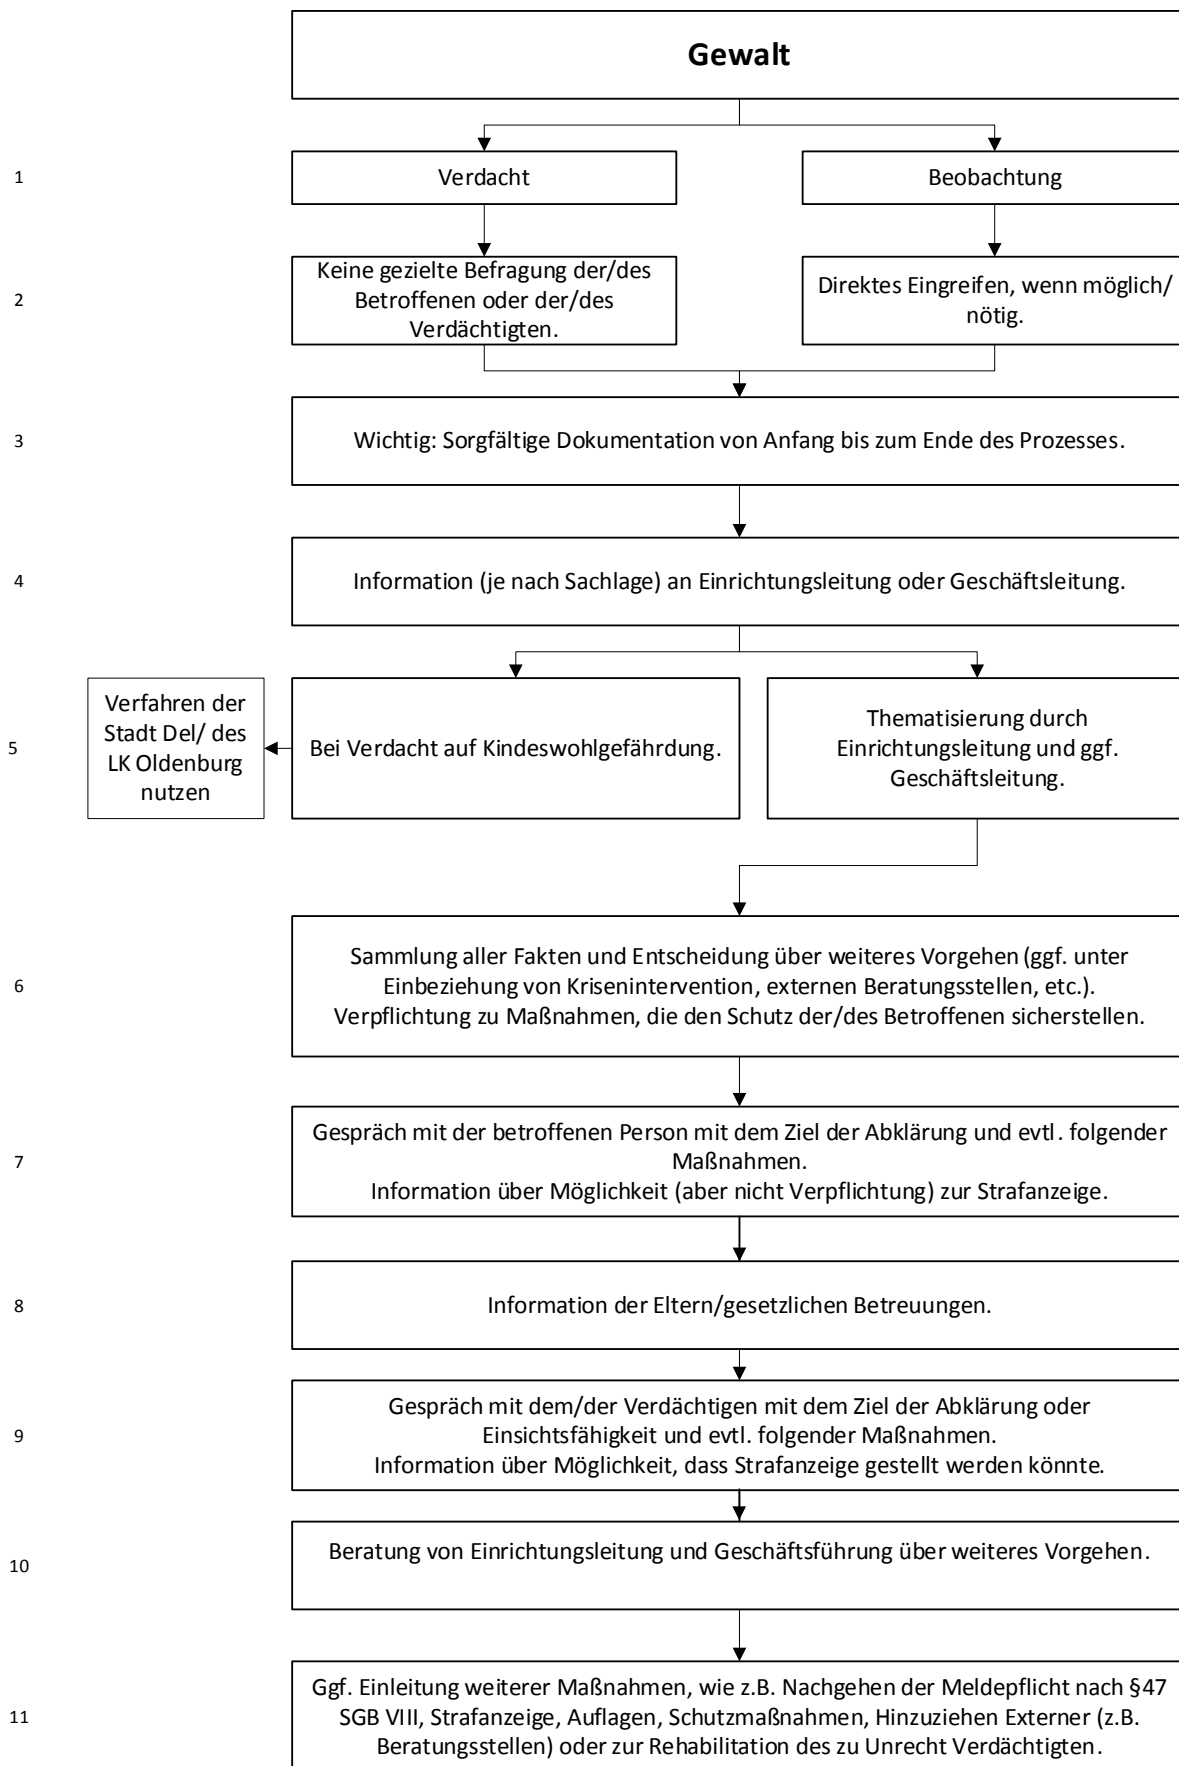 Gewalt
1
Verdacht
Beobachtung
2
Keine gezielte Befragung der/des
Betroffenen oder der/des
Verdächtigten.
Direktes Eingreifen, wenn möglich/
nötig.
3
Wichtig: Sorgfältige Dokumentation von Anfang bis zum Ende des Prozesses.
4
Information (je nach Sachlage) an Einrichtungsleitung oder Geschäftsleitung.
5
Verfahren der
Stadt Del/ des
LK Oldenburg
nutzen
Bei Verdacht auf Kindeswohlgefährdung.
Thematisierung durch
Einrichtungsleitung und ggf.
Geschäftsleitung.
6
Sammlung aller Fakten und Entscheidung über weiteres Vorgehen (ggf. unter
Einbeziehung von Krisenintervention, externen Beratungsstellen, etc.).
Verpflichtung zu Maßnahmen, die den Schutz der/des Betroffenen sicherstellen.
7
Gespräch mit der betroffenen Person mit dem Ziel der Abklärung und evtl. folgender
Maßnahmen.
Information über Möglichkeit (aber nicht Verpflichtung) zur Strafanzeige.
8
Information der Eltern/gesetzlichen Betreuungen.
9
Gespräch mit dem/der Verdächtigen mit dem Ziel der Abklärung oder
Einsichtsfähigkeit und evtl. folgender Maßnahmen.
Information über Möglichkeit, dass Strafanzeige gestellt werden könnte.
10
Beratung von Einrichtungsleitung und Geschäftsführung über weiteres Vorgehen.
11
Ggf. Einleitung weiterer Maßnahmen, wie z.B. Nachgehen der Meldepflicht nach §47
SGB VIII, Strafanzeige, Auflagen, Schutzmaßnahmen, Hinzuziehen Externer (z.B.
Beratungsstellen) oder zur Rehabilitation des zu Unrecht Verdächtigten.